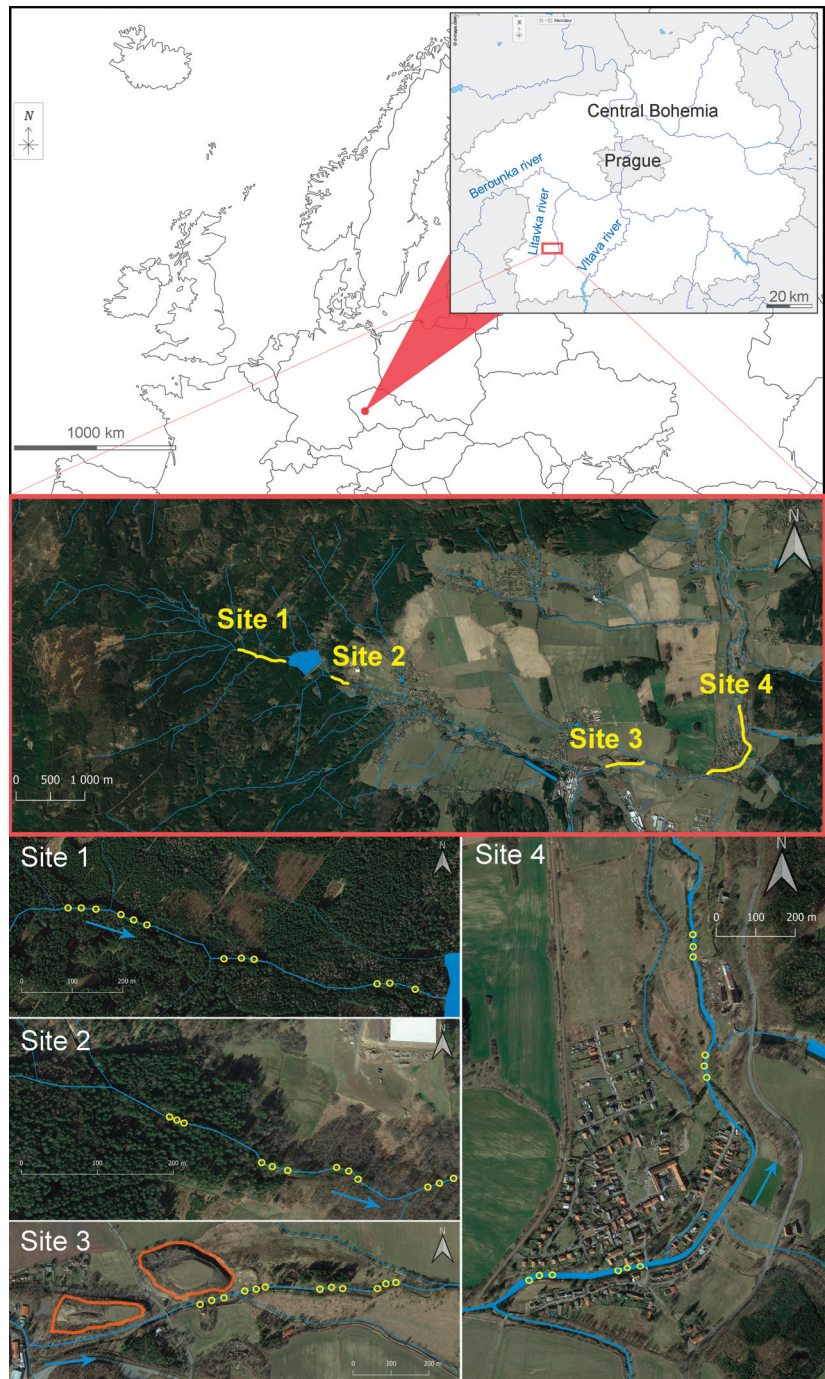 N
1000 km
© d-maps.com
N
Mercator
Central Bohemia
Prague
Berounka river
Litavka river
Vltava river
20 km
N
Site 1
Site 2
Site 3
Site 4
0 500 1 000 m
Site 1
N
0 100 200 m
Site 2
N
0 100 200 m
Site 3
N
0 100 200 m
Site 4
N
0 100 200 m